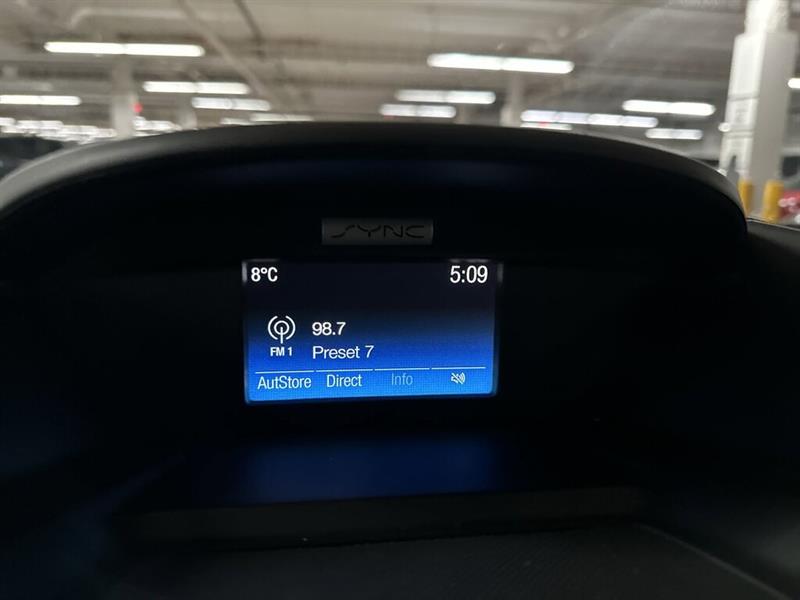 SYNC
8°C 5:09
98.7
FM 1 Preset 7
AutStore Direct Info